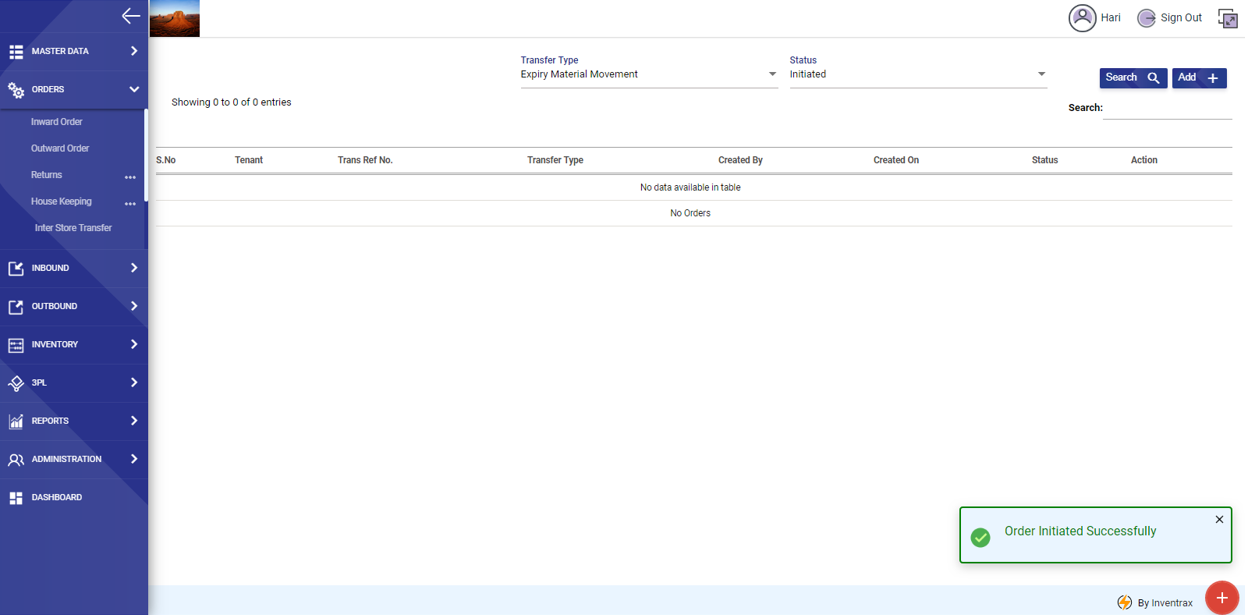 Hari
Sign Out
MASTER DATA
ORDERS
Inward Order
Outward Order
Returns
House Keeping
Inter Store Transfer
INBOUND
OUTBOUND
INVENTORY
3PL
REPORTS
ADMINISTRATION
DASHBOARD
Transfer Type
Expiry Material Movement
Status
Initiated
Search
Add
Showing 0 to 0 of 0 entries
Search:
S.No Tenant Trans Ref No. Transfer Type Created By Created On Status Action
No data available in table
No Orders
Order Initiated Successfully
By Inventrax